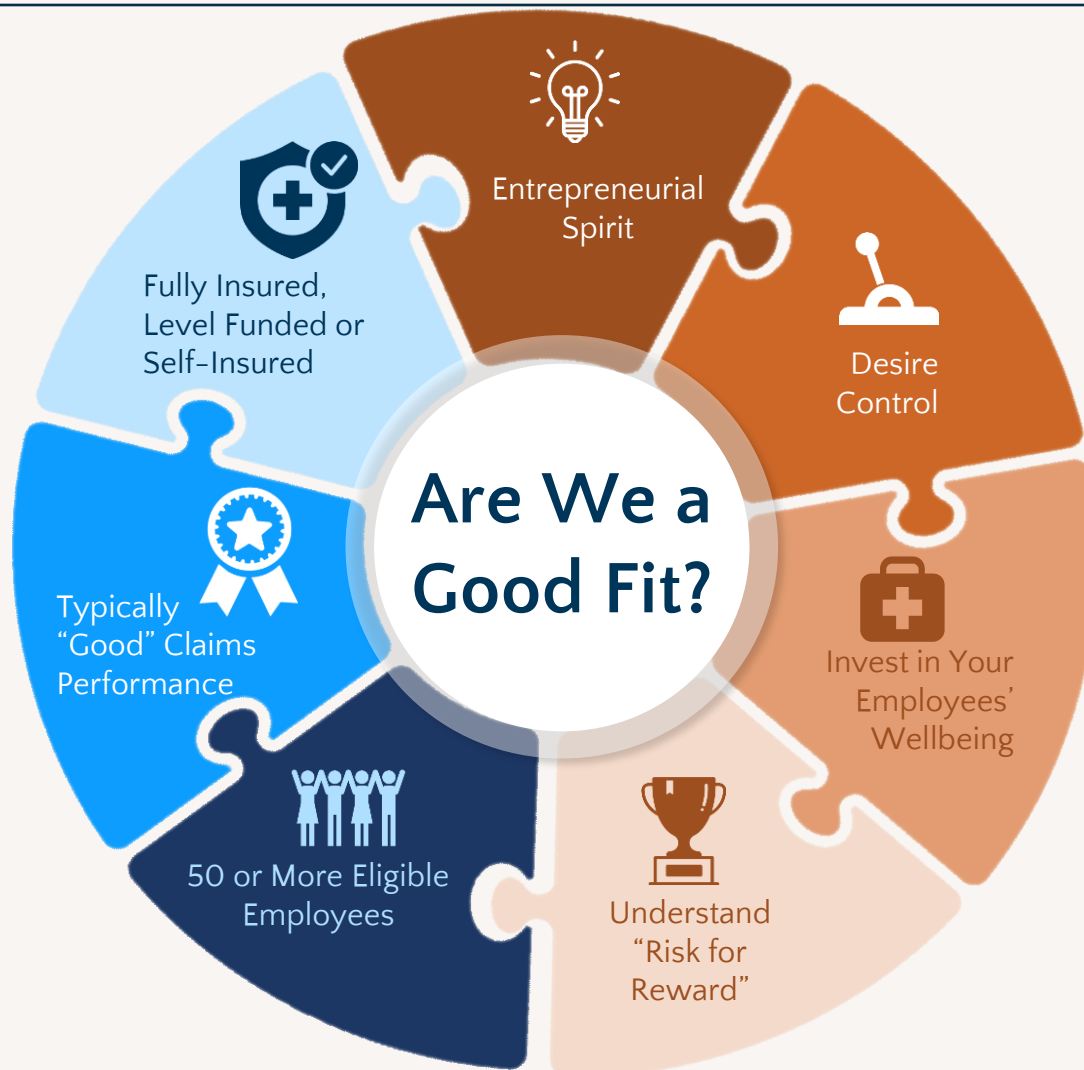 Are We a
Good Fit?
Entrepreneurial
Spirit
Desire
Control
Invest in Your
Employees’
Wellbeing
Understand
“Risk for
Reward”
50 or More Eligible
Employees
Typically
“Good” Claims
Performance
Fully Insured,
Level Funded or
Self-Insured